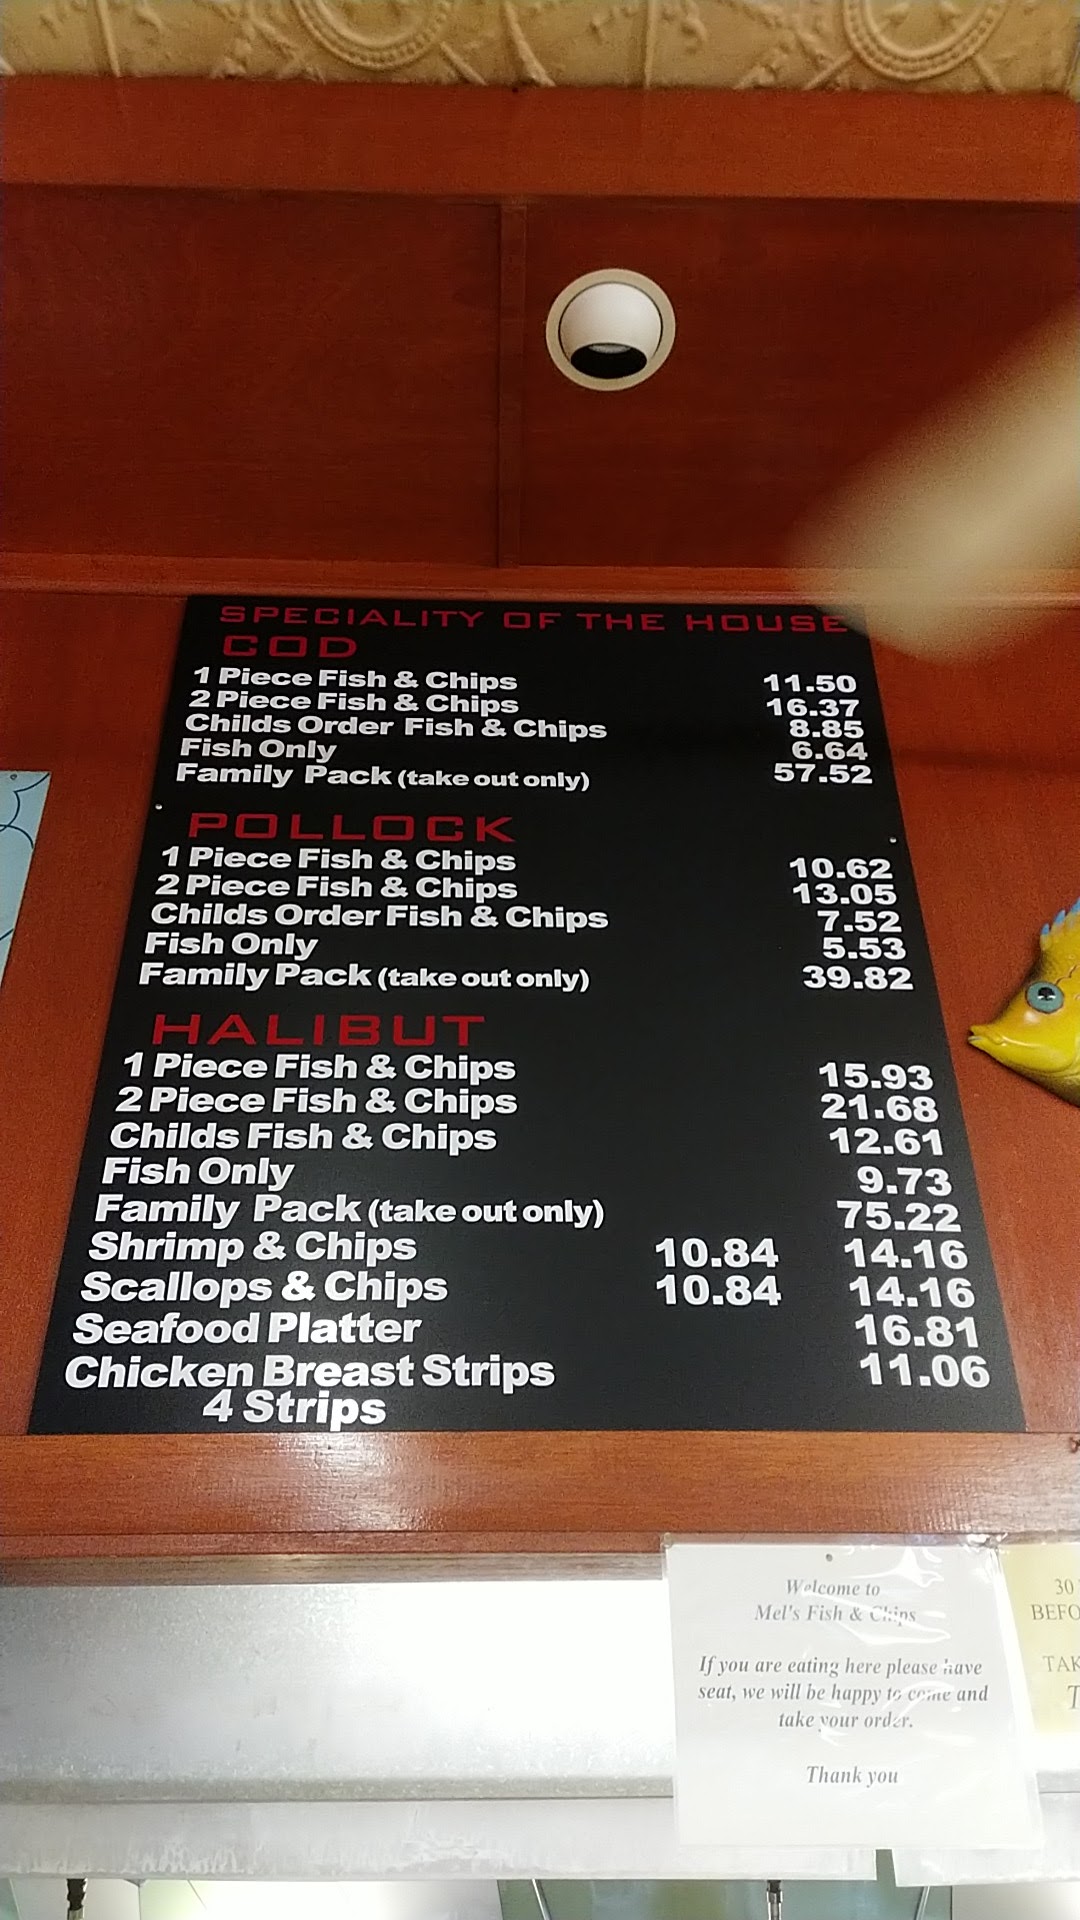 SPECIALITY OF THE HOUSE
COD
1 Piece Fish & Chips 11.50
2 Piece Fish & Chips 16.37
Childs Order Fish & Chips 8.85
Fish Only 6.64
Family Pack (take out only) 57.52
POLLOCK
1 Piece Fish & Chips 10.62
2 Piece Fish & Chips 13.05
Childs Order Fish & Chips 7.52
Fish Only 5.53
Family Pack (take out only) 39.82
HALIBUT
1 Piece Fish & Chips 15.93
2 Piece Fish & Chips 21.68
Childs Fish & Chips 12.61
Fish Only 9.73
Family Pack (take out only) 75.22
Shrimp & Chips 10.84 14.16
Scallops & Chips 10.84 14.16
Seafood Platter 16.81
Chicken Breast Strips 11.06
4 Strips
Welcome to
Mel's Fish & Chips
If you are eating here please have
seat, we will be happy to come and
take your order.
Thank you
30